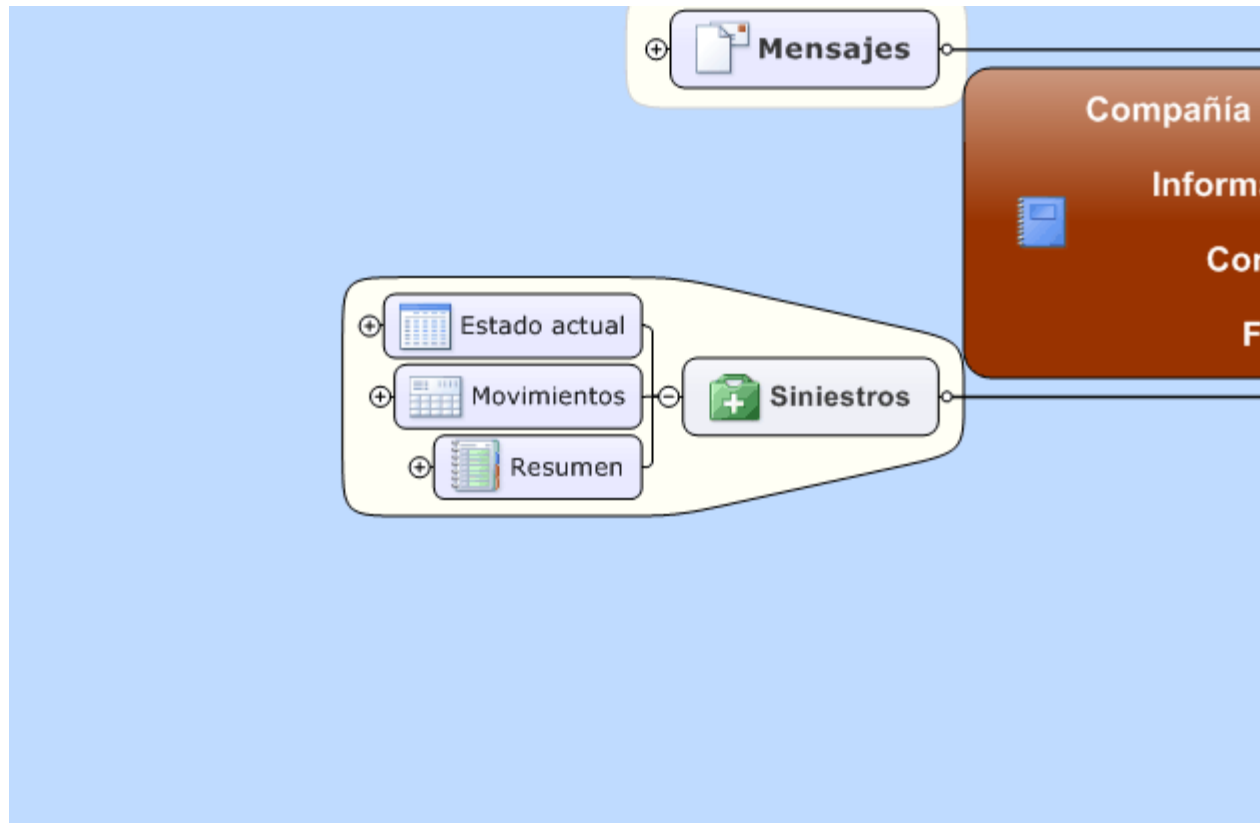 Mensajes
Compañía
Estado actual
Movimientos
Siniestros
Resumen